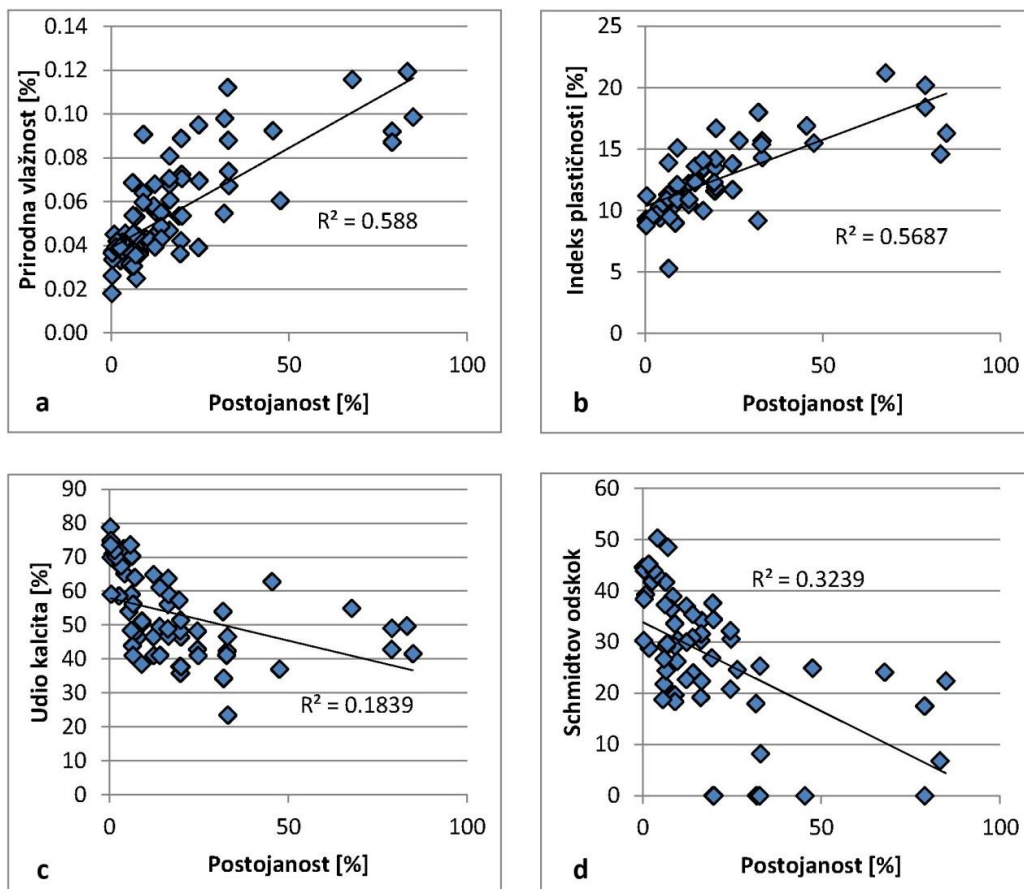 0.14
0.12
0.10
0.08
0.06
0.04
0.02
0.00
Prirodna vlažnost [%]
R² = 0.588
0 50 100
a Postojanost [%]
25
20
15
10
5
0
Indeks plastičnosti [%]
R² = 0.5687
0 50 100
b Postojanost [%]
90
80
70
60
50
40
30
20
10
0
Udio kalcita [%]
R² = 0.1839
0 50 100
c Postojanost [%]
60
50
40
30
20
10
0
Schmidtov odskok
R² = 0.3239
0 50 100
d Postojanost [%]